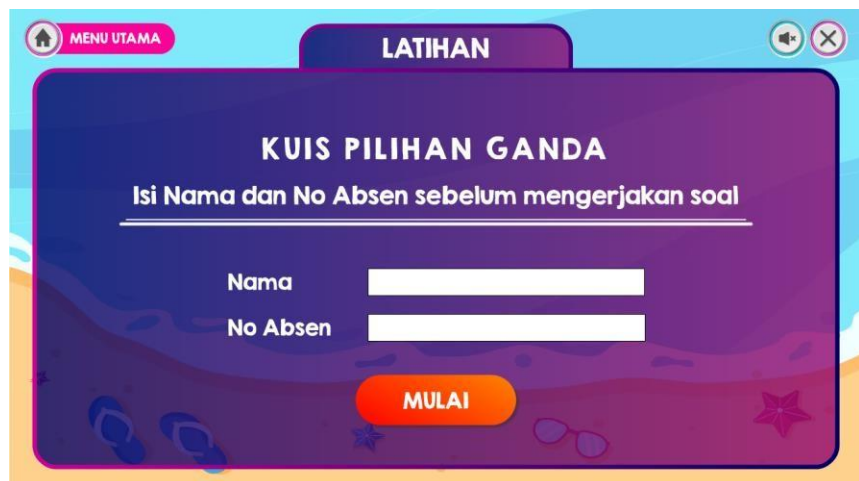 MENU UTAMA
LATIHAN
KUIS PILIHAN GANDA
Isi Nama dan No Absen sebelum mengerjakan soal
Nama
No Absen
MULAI